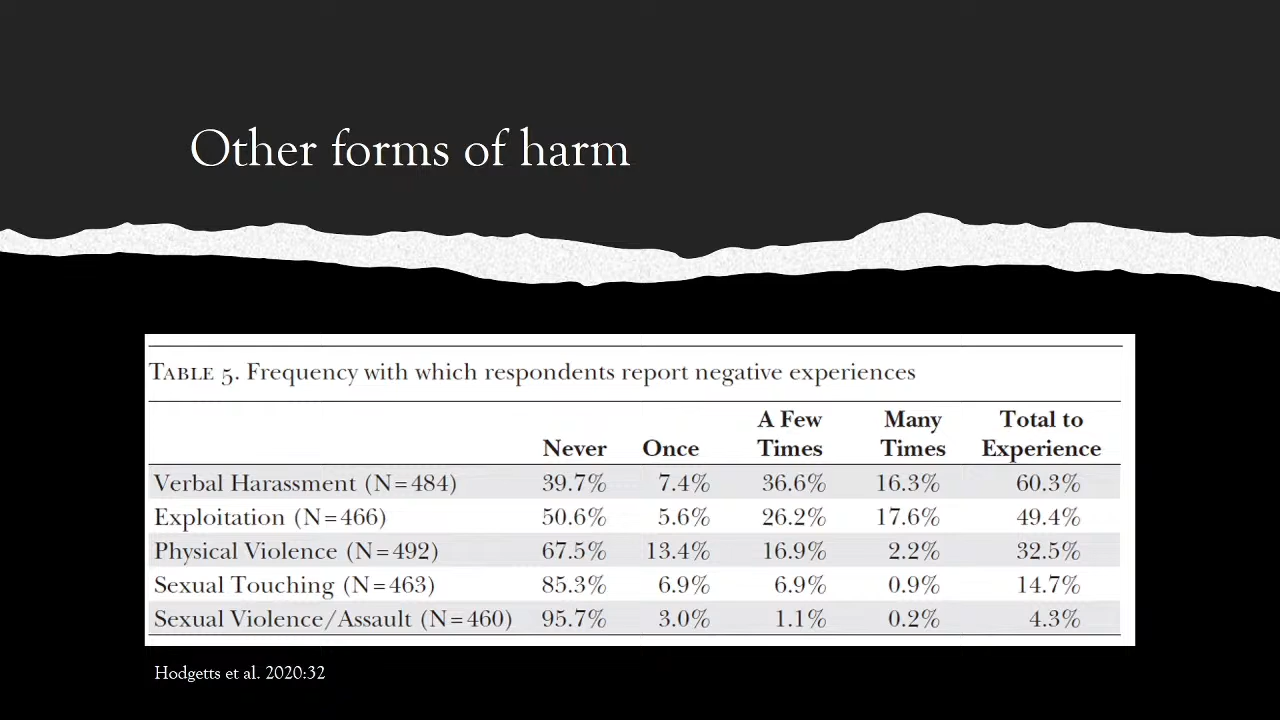 Other forms of harm
TABLE 5. Frequency with which respondents report negative experiences
Never Once A Few Times Many Times Total to Experience
Verbal Harassment (N=484) 39.7% 7.4% 36.6% 16.3% 60.3%
Exploitation (N=466) 50.6% 5.6% 26.2% 17.6% 49.4%
Physical Violence (N=492) 67.5% 13.4% 16.9% 2.2% 32.5%
Sexual Touching (N=463) 85.3% 6.9% 6.9% 0.9% 14.7%
Sexual Violence/Assault (N=460) 95.7% 3.0% 1.1% 0.2% 4.3%
Hodgetts et al. 2020:32